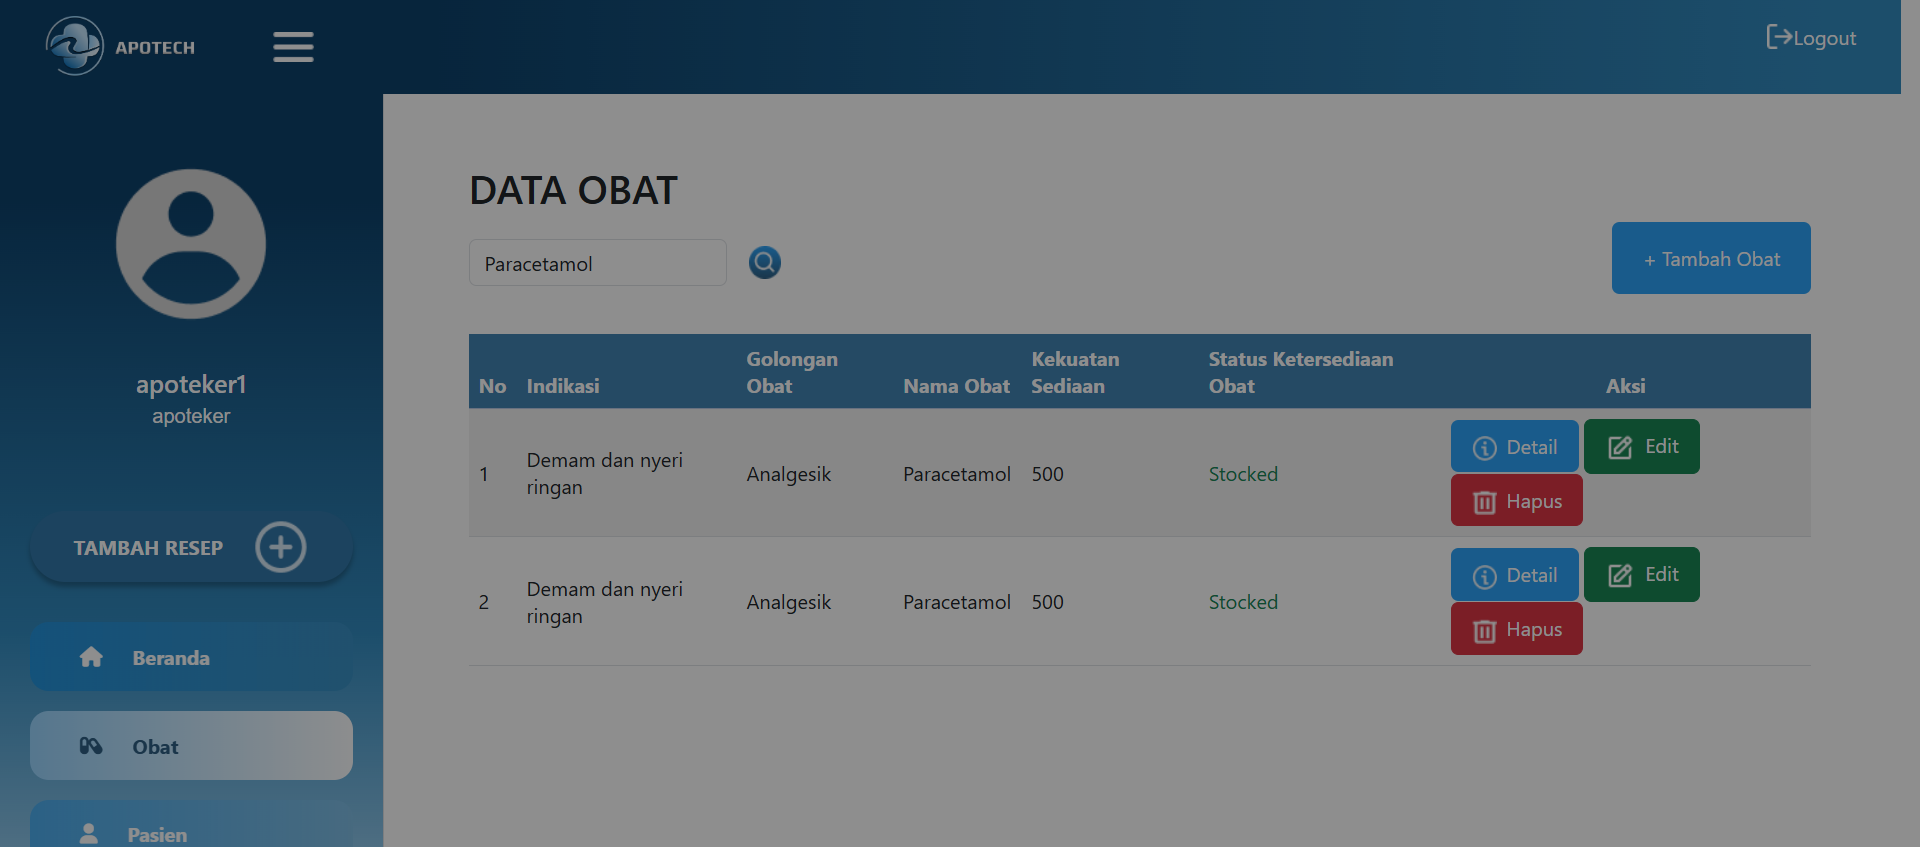 APOTECH
Logout
apoteker1
apoteker
TAMBAH RESEP
Beranda
Obat
Pasien
DATA OBAT
Paracetamol
+ Tambah Obat
No Indikasi Golongan Obat Nama Obat Kekuatan Sediaan Status Ketersediaan Obat Aksi
1 Demam dan nyeri ringan Analgesik Paracetamol 500 Stocked Detail Edit
Hapus
2 Demam dan nyeri ringan Analgesik Paracetamol 500 Stocked Detail Edit
Hapus